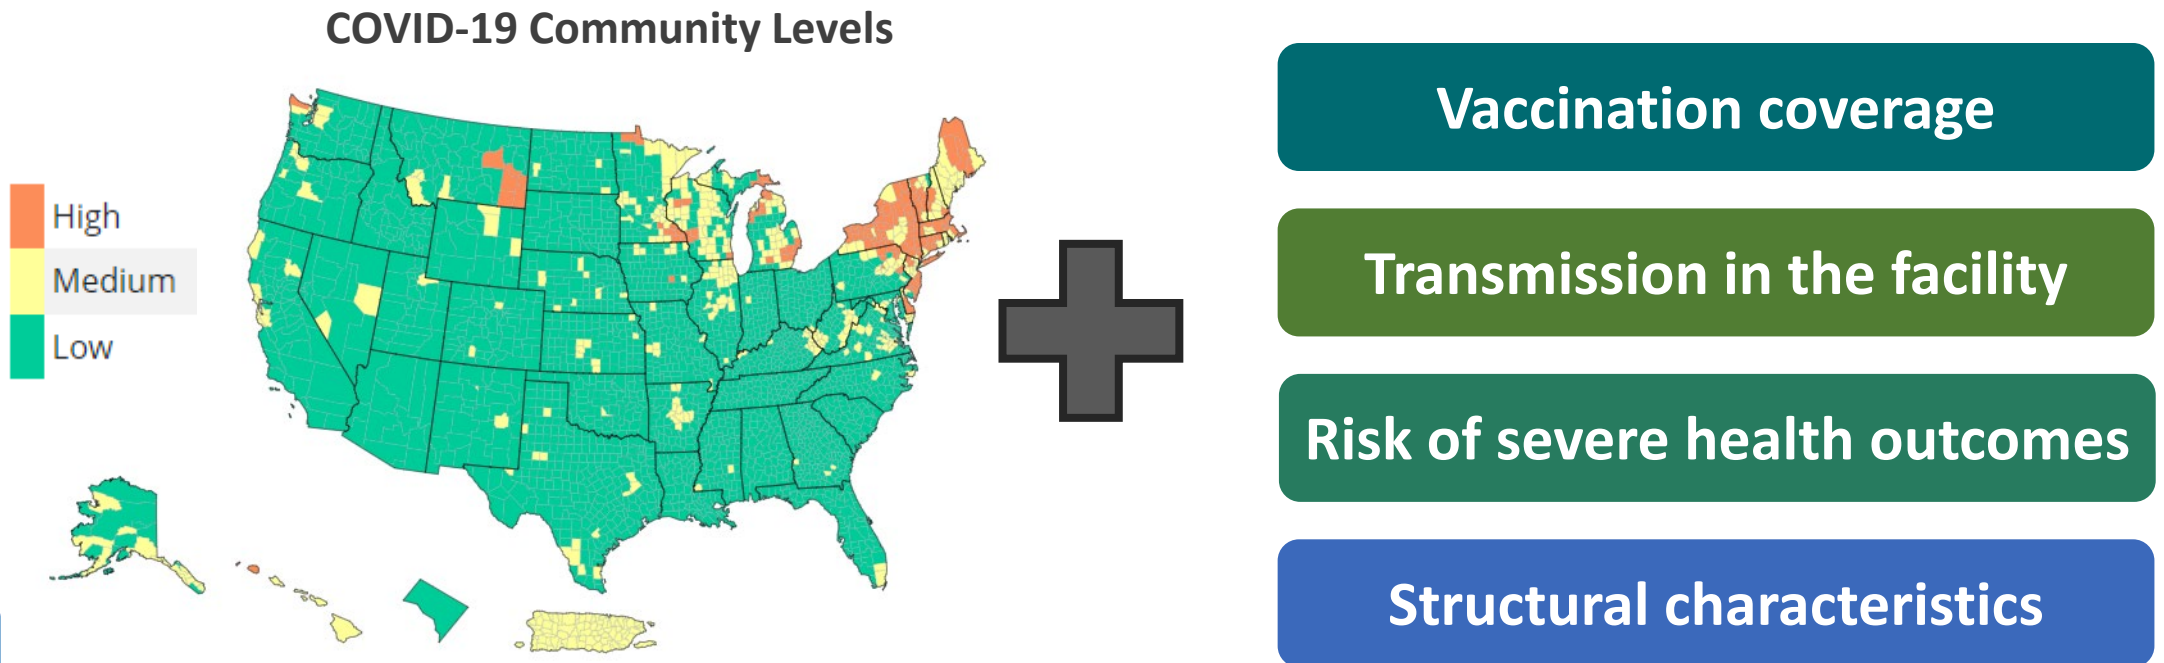 COVID-19 Community Levels
High
Medium
Low
Vaccination coverage
Transmission in the facility
Risk of severe health outcomes
Structural characteristics